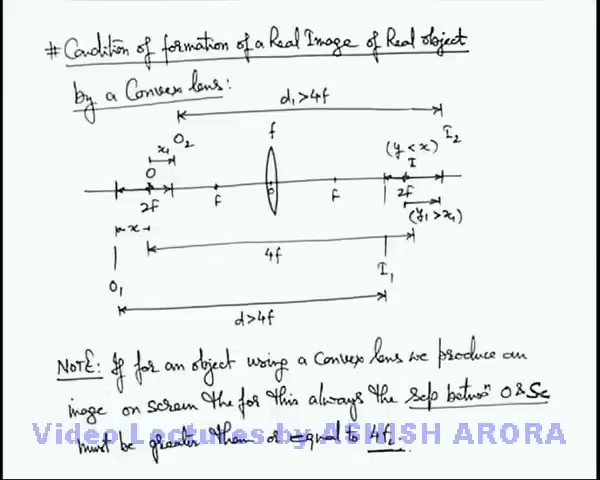 # Condition of formation of a Real Image of Real object
by a Convex lens:
d₁>4f
O₂
x₁
f
(y < x)
I₂
O
I
2f
f
P
f
2f
(y₁ >x₁)
x
4f
O₁
I₁
d>4f
NOTE: If for an object using a convex lens we produce an
image on screen the for this always the sepⁿ betweⁿ O & Sc
must be greater than or equal to 4f.
Video Lectures by ASHISH ARORA